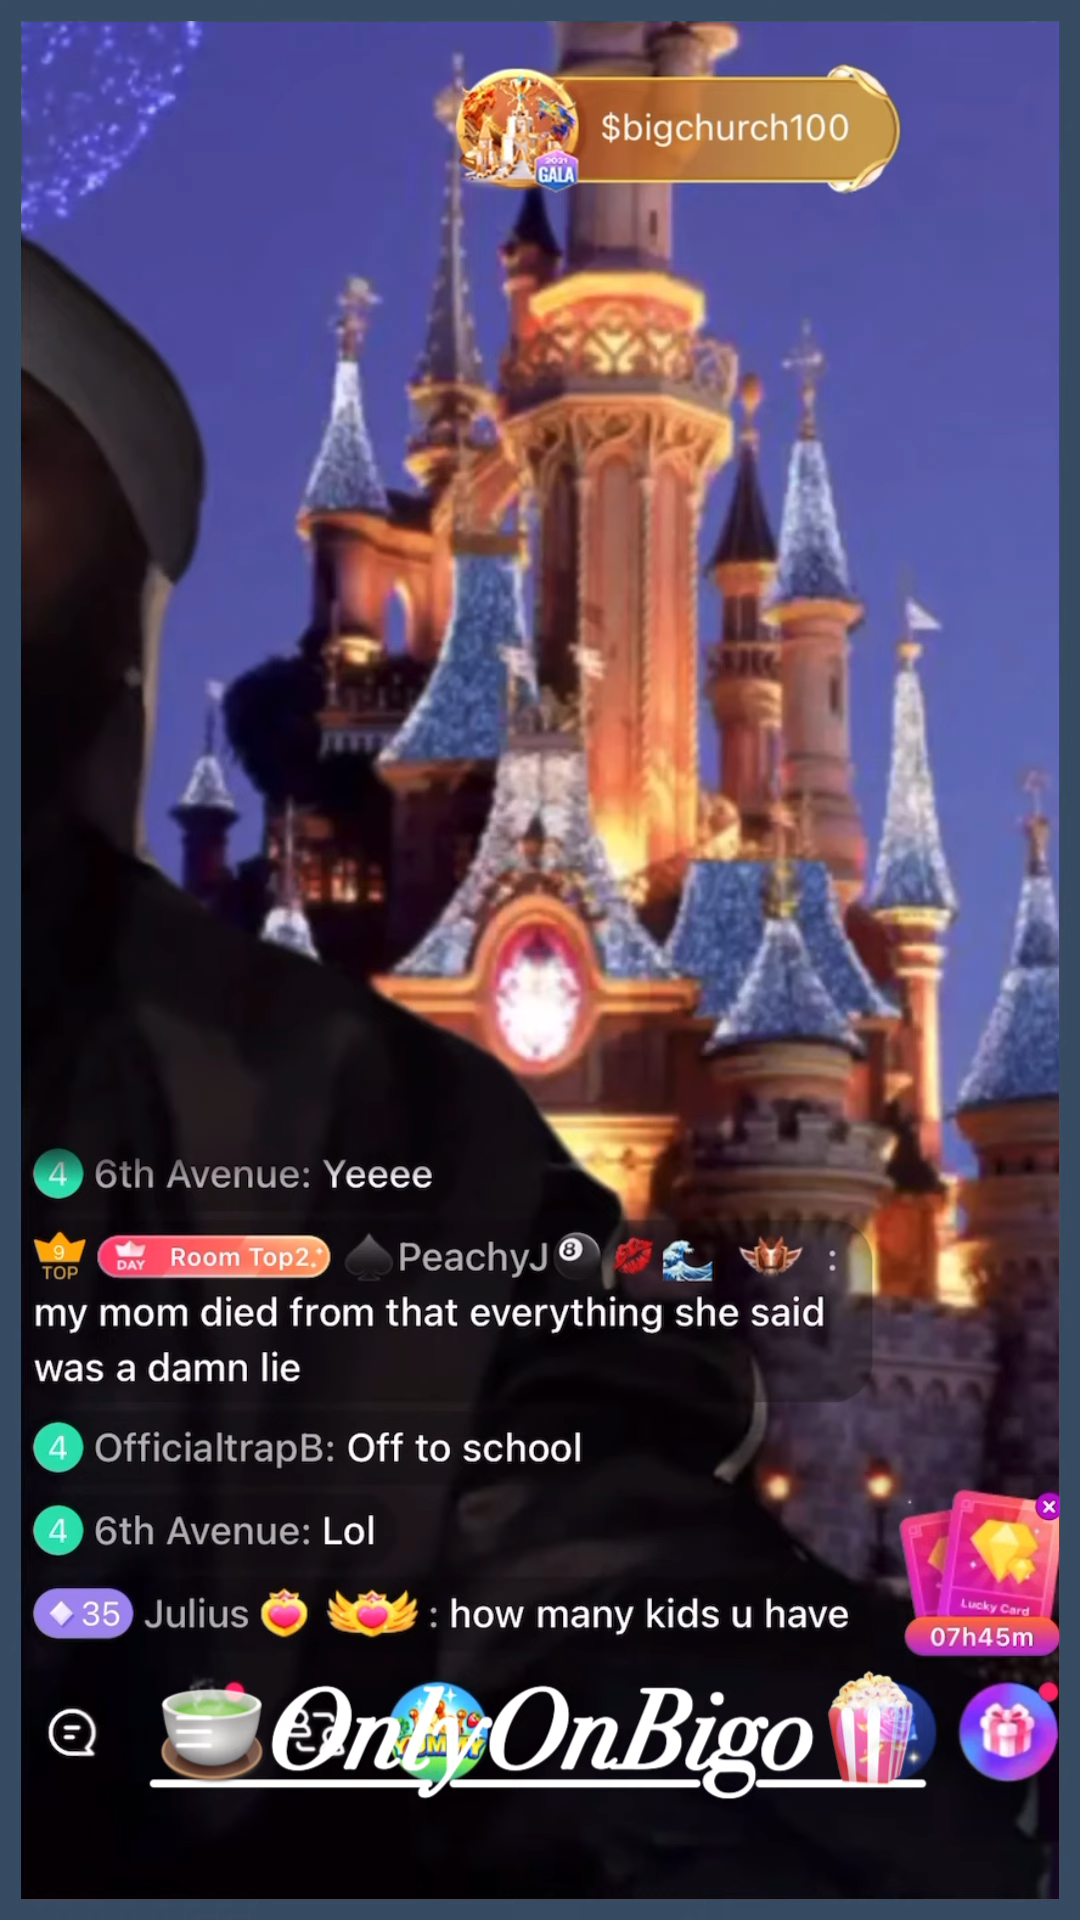 $bigchurch100
2021
GALA
4 6th Avenue: Yeeee
9 TOP DAY Room Top2 PeachyJ 8 :
my mom died from that everything she said
was a damn lie
4 OfficialtrapB: Off to school
4 6th Avenue: Lol
35 Julius : how many kids u have
Lucky Card
07h45m
OnlyOnBigo
YUMMY